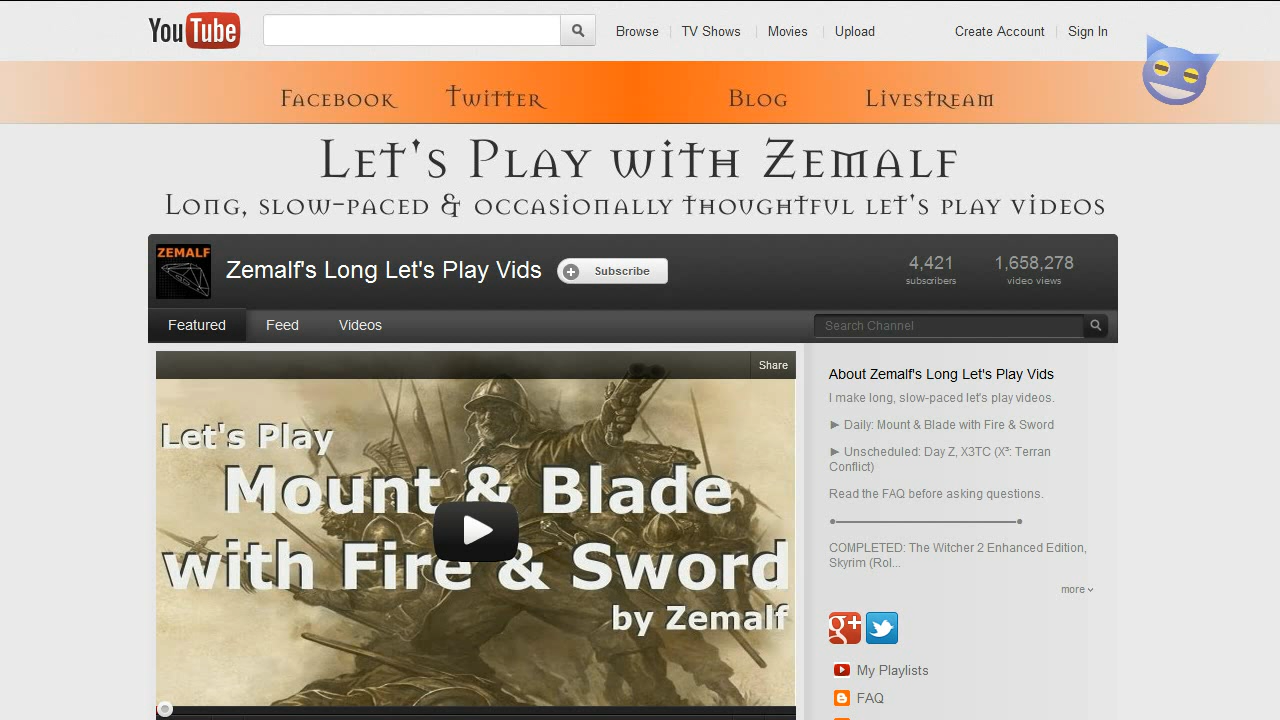 YouTube
Browse
TV Shows
Movies
Upload
Create Account
Sign In
Facebook
Twitter
Blog
Livestream
Let's Play with Zemalf
Long, slow-paced & occasionally thoughtful let's play videos
ZEMALF
Zemalf's Long Let's Play Vids
Subscribe
4,421
subscribers
1,658,278
video views
Featured
Feed
Videos
Search Channel
Share
Let's Play
Mount & Blade
with Fire & Sword
by Zemalf
About Zemalf's Long Let's Play Vids
I make long, slow-paced let's play videos.
► Daily: Mount & Blade with Fire & Sword
► Unscheduled: Day Z, X3TC (X³: Terran
Conflict)
Read the FAQ before asking questions.
COMPLETED: The Witcher 2 Enhanced Edition,
Skyrim (Rol...
more
g+
My Playlists
FAQ